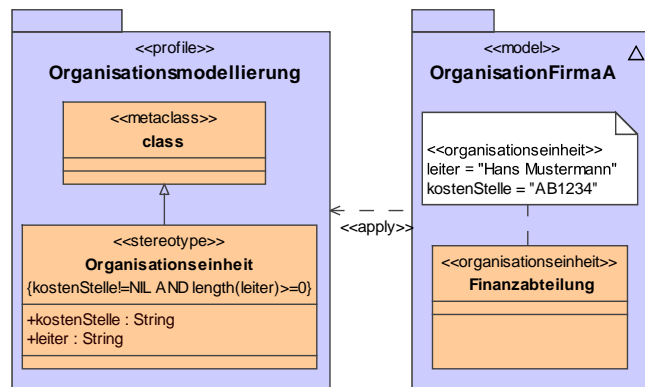 <<profile>>
Organisationsmodellierung
<<metaclass>>
class
<<stereotype>>
Organisationseinheit
{kostenStelle!=NIL AND length(leiter)>=0}
+kostenStelle : String
+leiter : String
<<apply>>
<<model>>
OrganisationFirmaA
<<organisationseinheit>>
leiter = "Hans Mustermann"
kostenStelle = "AB1234"
<<organisationseinheit>>
Finanzabteilung